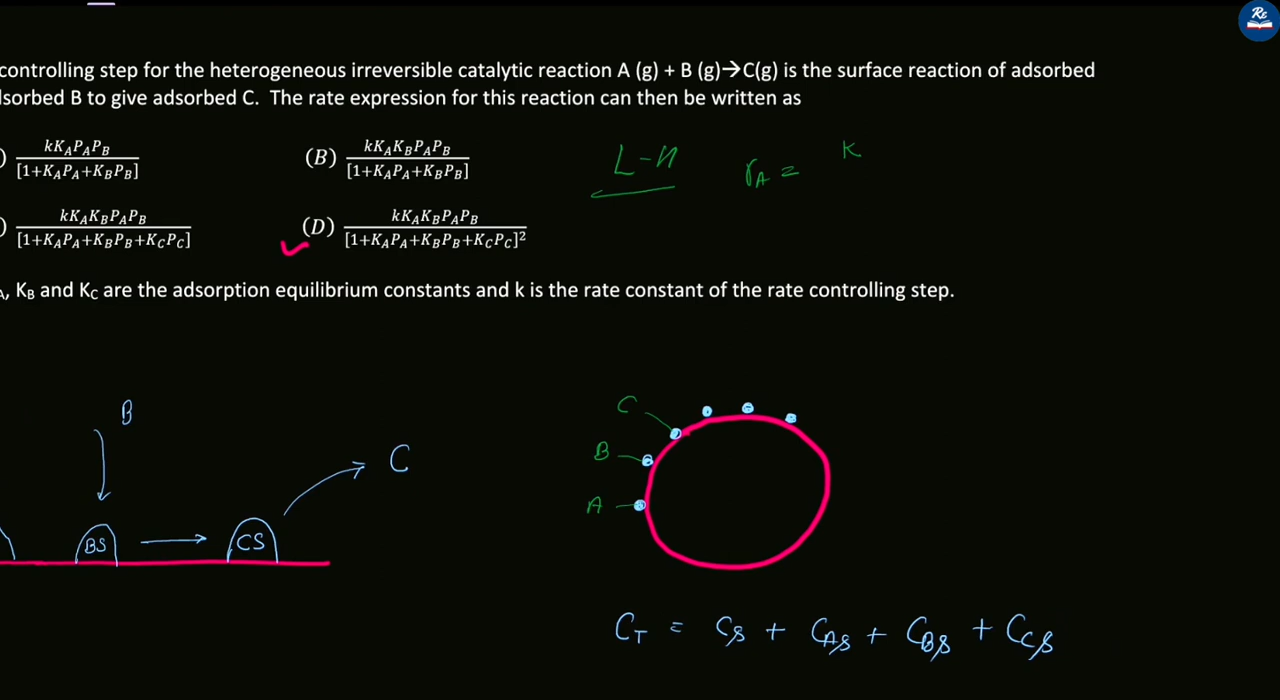 Re
controlling step for the heterogeneous irreversible catalytic reaction A (g) + B (g)→C(g) is the surface reaction of adsorbed
lsorbed B to give adsorbed C. The rate expression for this reaction can then be written as
) kK_AP_AP_B / [1+K_AP_A+K_BP_B] (B) kK_AK_BP_AP_B / [1+K_AP_A+K_BP_B]
L-H r_A = K
) kK_AK_BP_AP_B / [1+K_AP_A+K_BP_B+K_CP_C] (D) kK_AK_BP_AP_B / [1+K_AP_A+K_BP_B+K_CP_C]²
A, K_B and K_C are the adsorption equilibrium constants and k is the rate constant of the rate controlling step.
B
C
BS
CS
C
B
A
C_T = C_S + C_AS + C_BS + C_CS